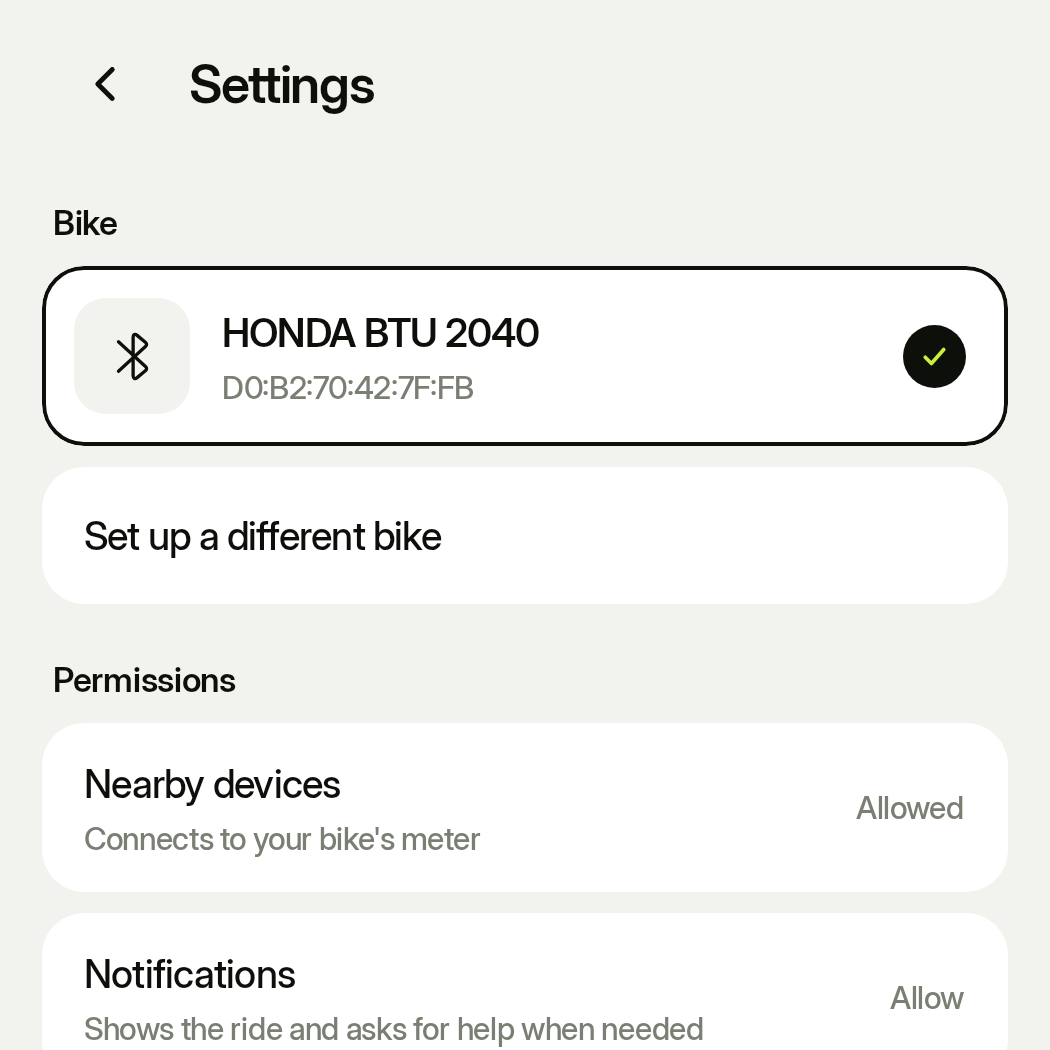 Settings
Bike
HONDA BTU 2040
D0:B2:70:42:7F:FB
Set up a different bike
Permissions
Nearby devices
Connects to your bike's meter
Allowed
Notifications
Shows the ride and asks for help when needed
Allow